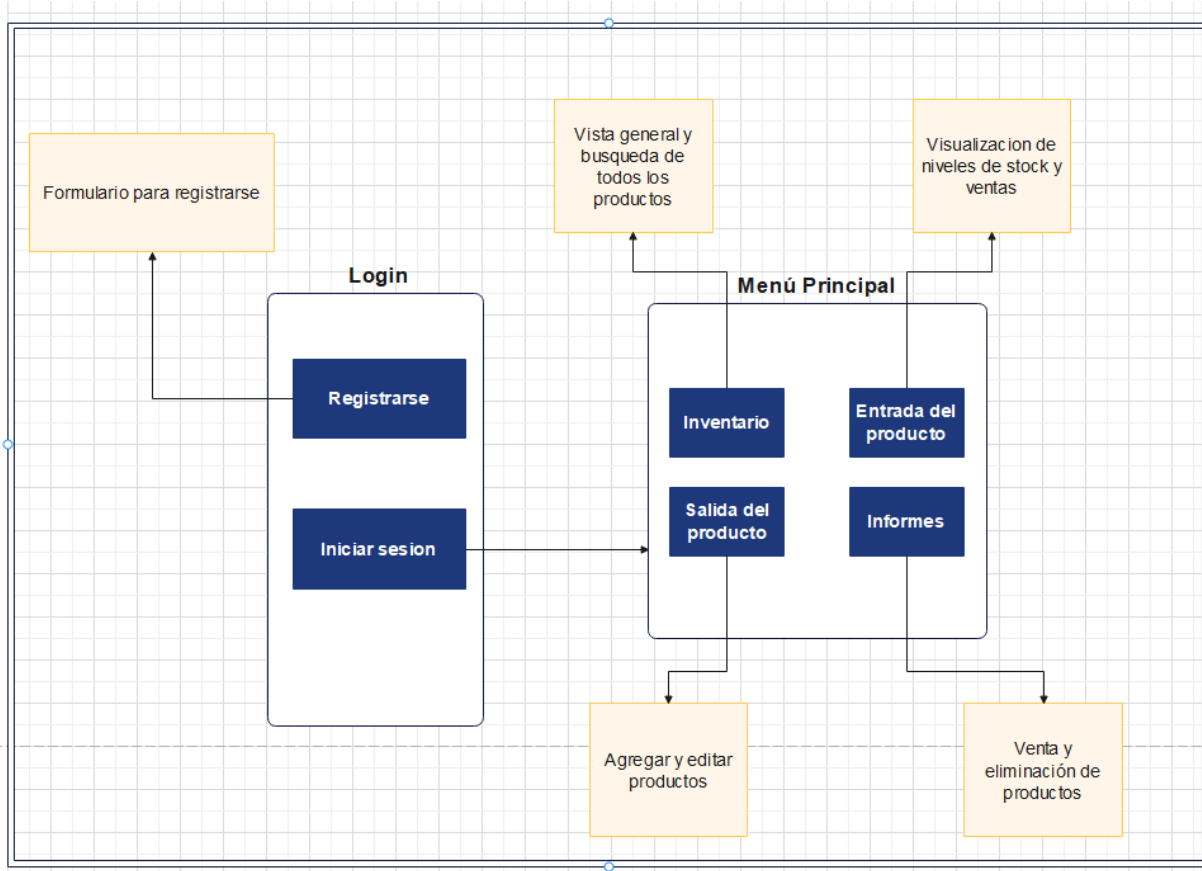 Vista general y
busqueda de
todos los
productos
Visualizacion de
niveles de stock y
ventas
Formulario para registrarse
Login
Menú Principal
Registrarse
Inventario
Entrada del
producto
Salida del
producto
Informes
Iniciar sesion
Agregar y editar
productos
Venta y
eliminación de
productos